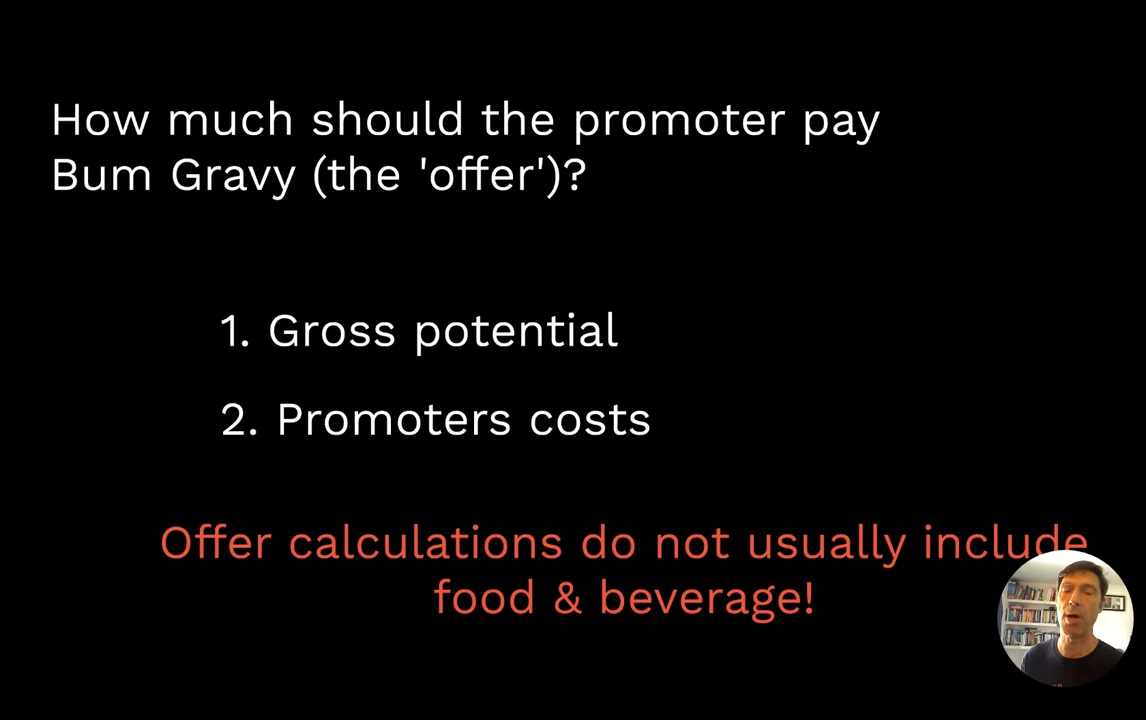 How much should the promoter pay
Bum Gravy (the 'offer')?
1. Gross potential
2. Promoters costs
Offer calculations do not usually include
food & beverage!